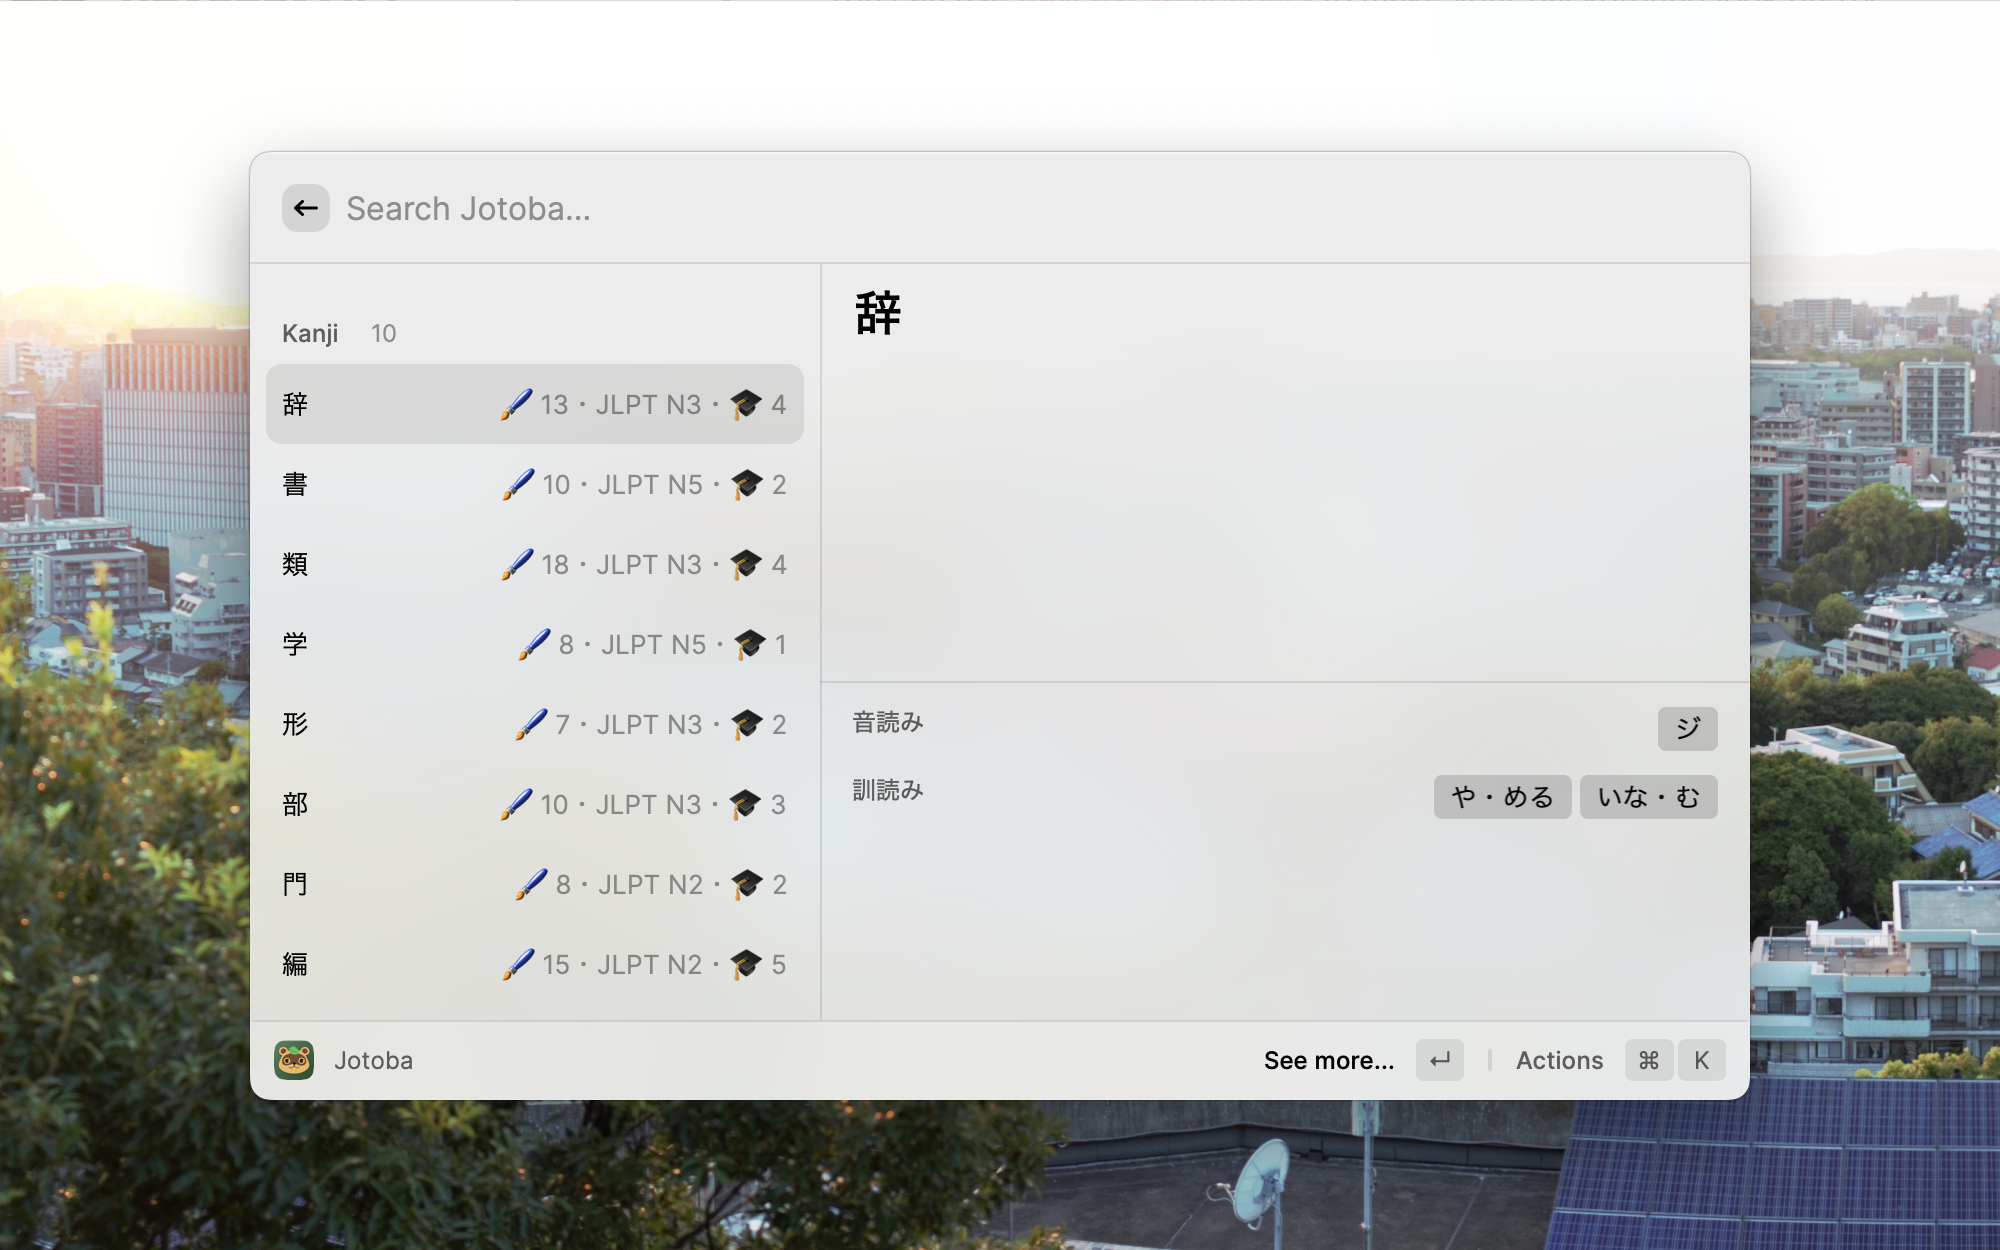 Search Jotoba...
Kanji 10
辞 13・JLPT N3・4
書 10・JLPT N5・2
類 18・JLPT N3・4
学 8・JLPT N5・1
形 7・JLPT N3・2
部 10・JLPT N3・3
門 8・JLPT N2・2
編 15・JLPT N2・5
辞
音読み ジ
訓読み や・める いな・む
Jotoba
See more... ↵ Actions ⌘ K